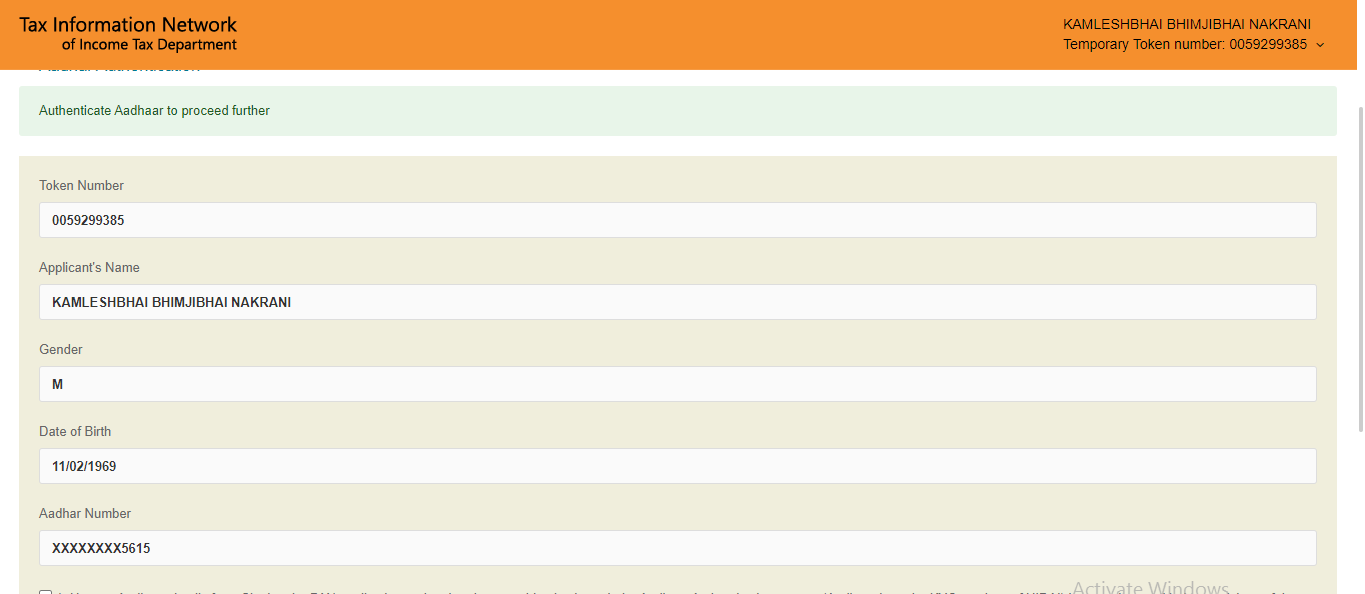 Tax Information Network
of Income Tax Department
KAMLESHBHAI BHIMJIBHAI NAKRANI
Temporary Token number: 0059299385
Authenticate Aadhaar to proceed further
Token Number
0059299385
Applicant's Name
KAMLESHBHAI BHIMJIBHAI NAKRANI
Gender
M
Date of Birth
11/02/1969
Aadhar Number
XXXXXXXX5615
Activate Windows